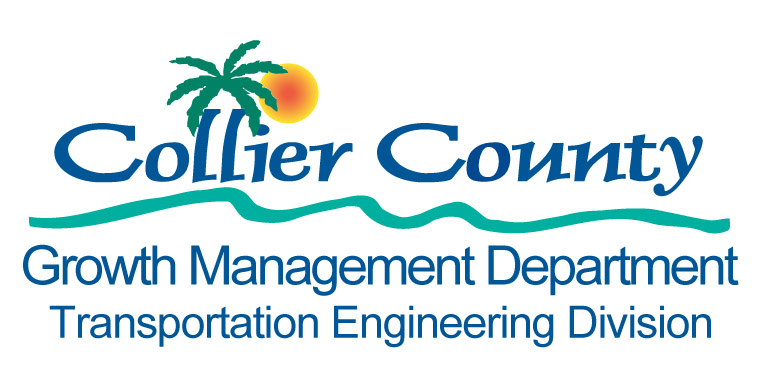 Collier County
Growth Management Department
Transportation Engineering Division